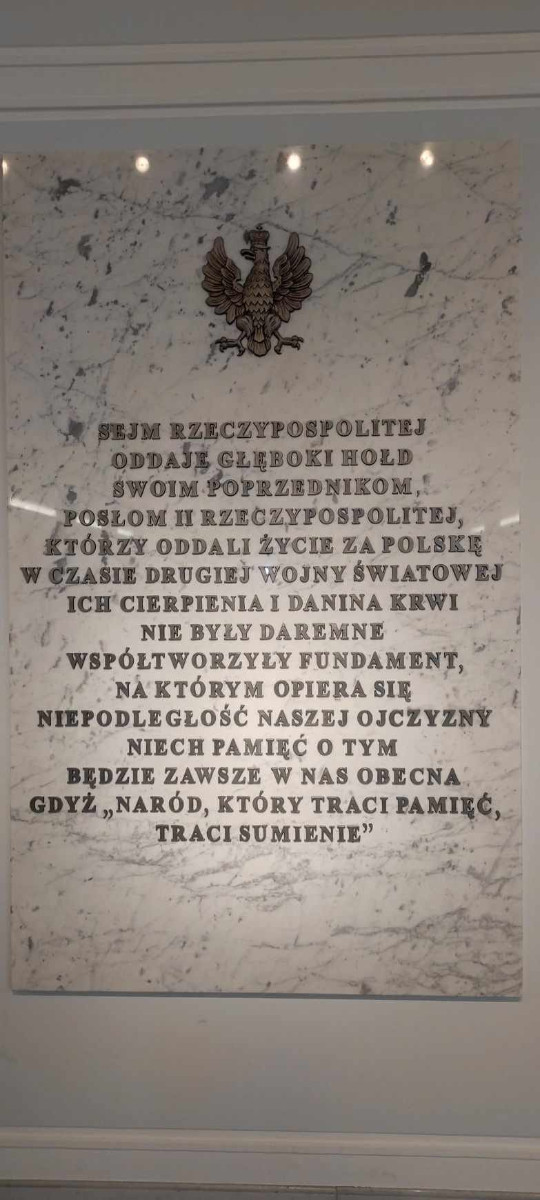 SEJM RZECZYPOSPOLITEJ
ODDAJE GŁĘBOKI HOŁD
SWOIM POPRZEDNIKOM,
POSŁOM II RZECZYPOSPOLITEJ,
KTÓRZY ODDALI ŻYCIE ZA POLSKĘ
W CZASIE DRUGIEJ WOJNY ŚWIATOWEJ
ICH CIERPIENIA I DANINA KRWI
NIE BYŁY DAREMNE
WSPÓŁTWORZYŁY FUNDAMENT,
NA KTÓRYM OPIERA SIĘ
NIEPODLEGŁOŚĆ NASZEJ OJCZYZNY
NIECH PAMIĘĆ O TYM
BĘDZIE ZAWSZE W NAS OBECNA
GDYŻ „NARÓD, KTÓRY TRACI PAMIĘĆ,
TRACI SUMIENIE”